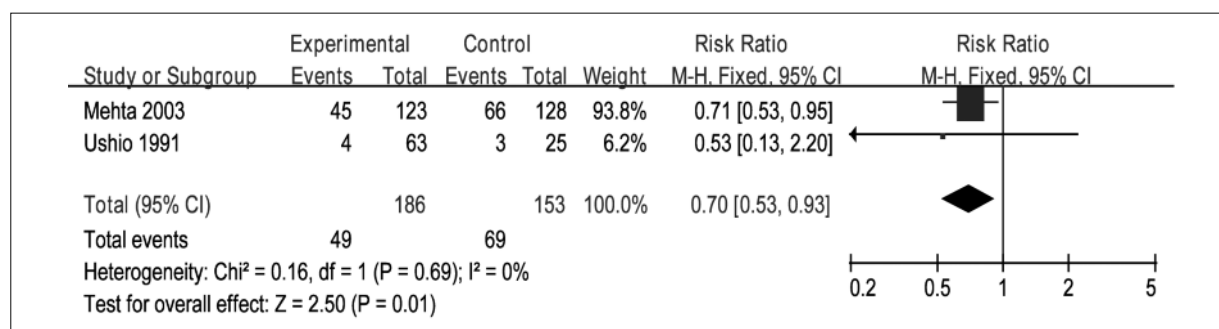 Experimental Control Risk Ratio Risk Ratio
Study or Subgroup Events Total Events Total Weight M-H, Fixed, 95% CI M-H, Fixed, 95% CI
Mehta 2003 45 123 66 128 93.8% 0.71 [0.53, 0.95]
Ushio 1991 4 63 3 25 6.2% 0.53 [0.13, 2.20]
Total (95% CI) 186 153 100.0% 0.70 [0.53, 0.93]
Total events 49 69
Heterogeneity: Chi² = 0.16, df = 1 (P = 0.69); I² = 0%
Test for overall effect: Z = 2.50 (P = 0.01)
0.2 0.5 1 2 5